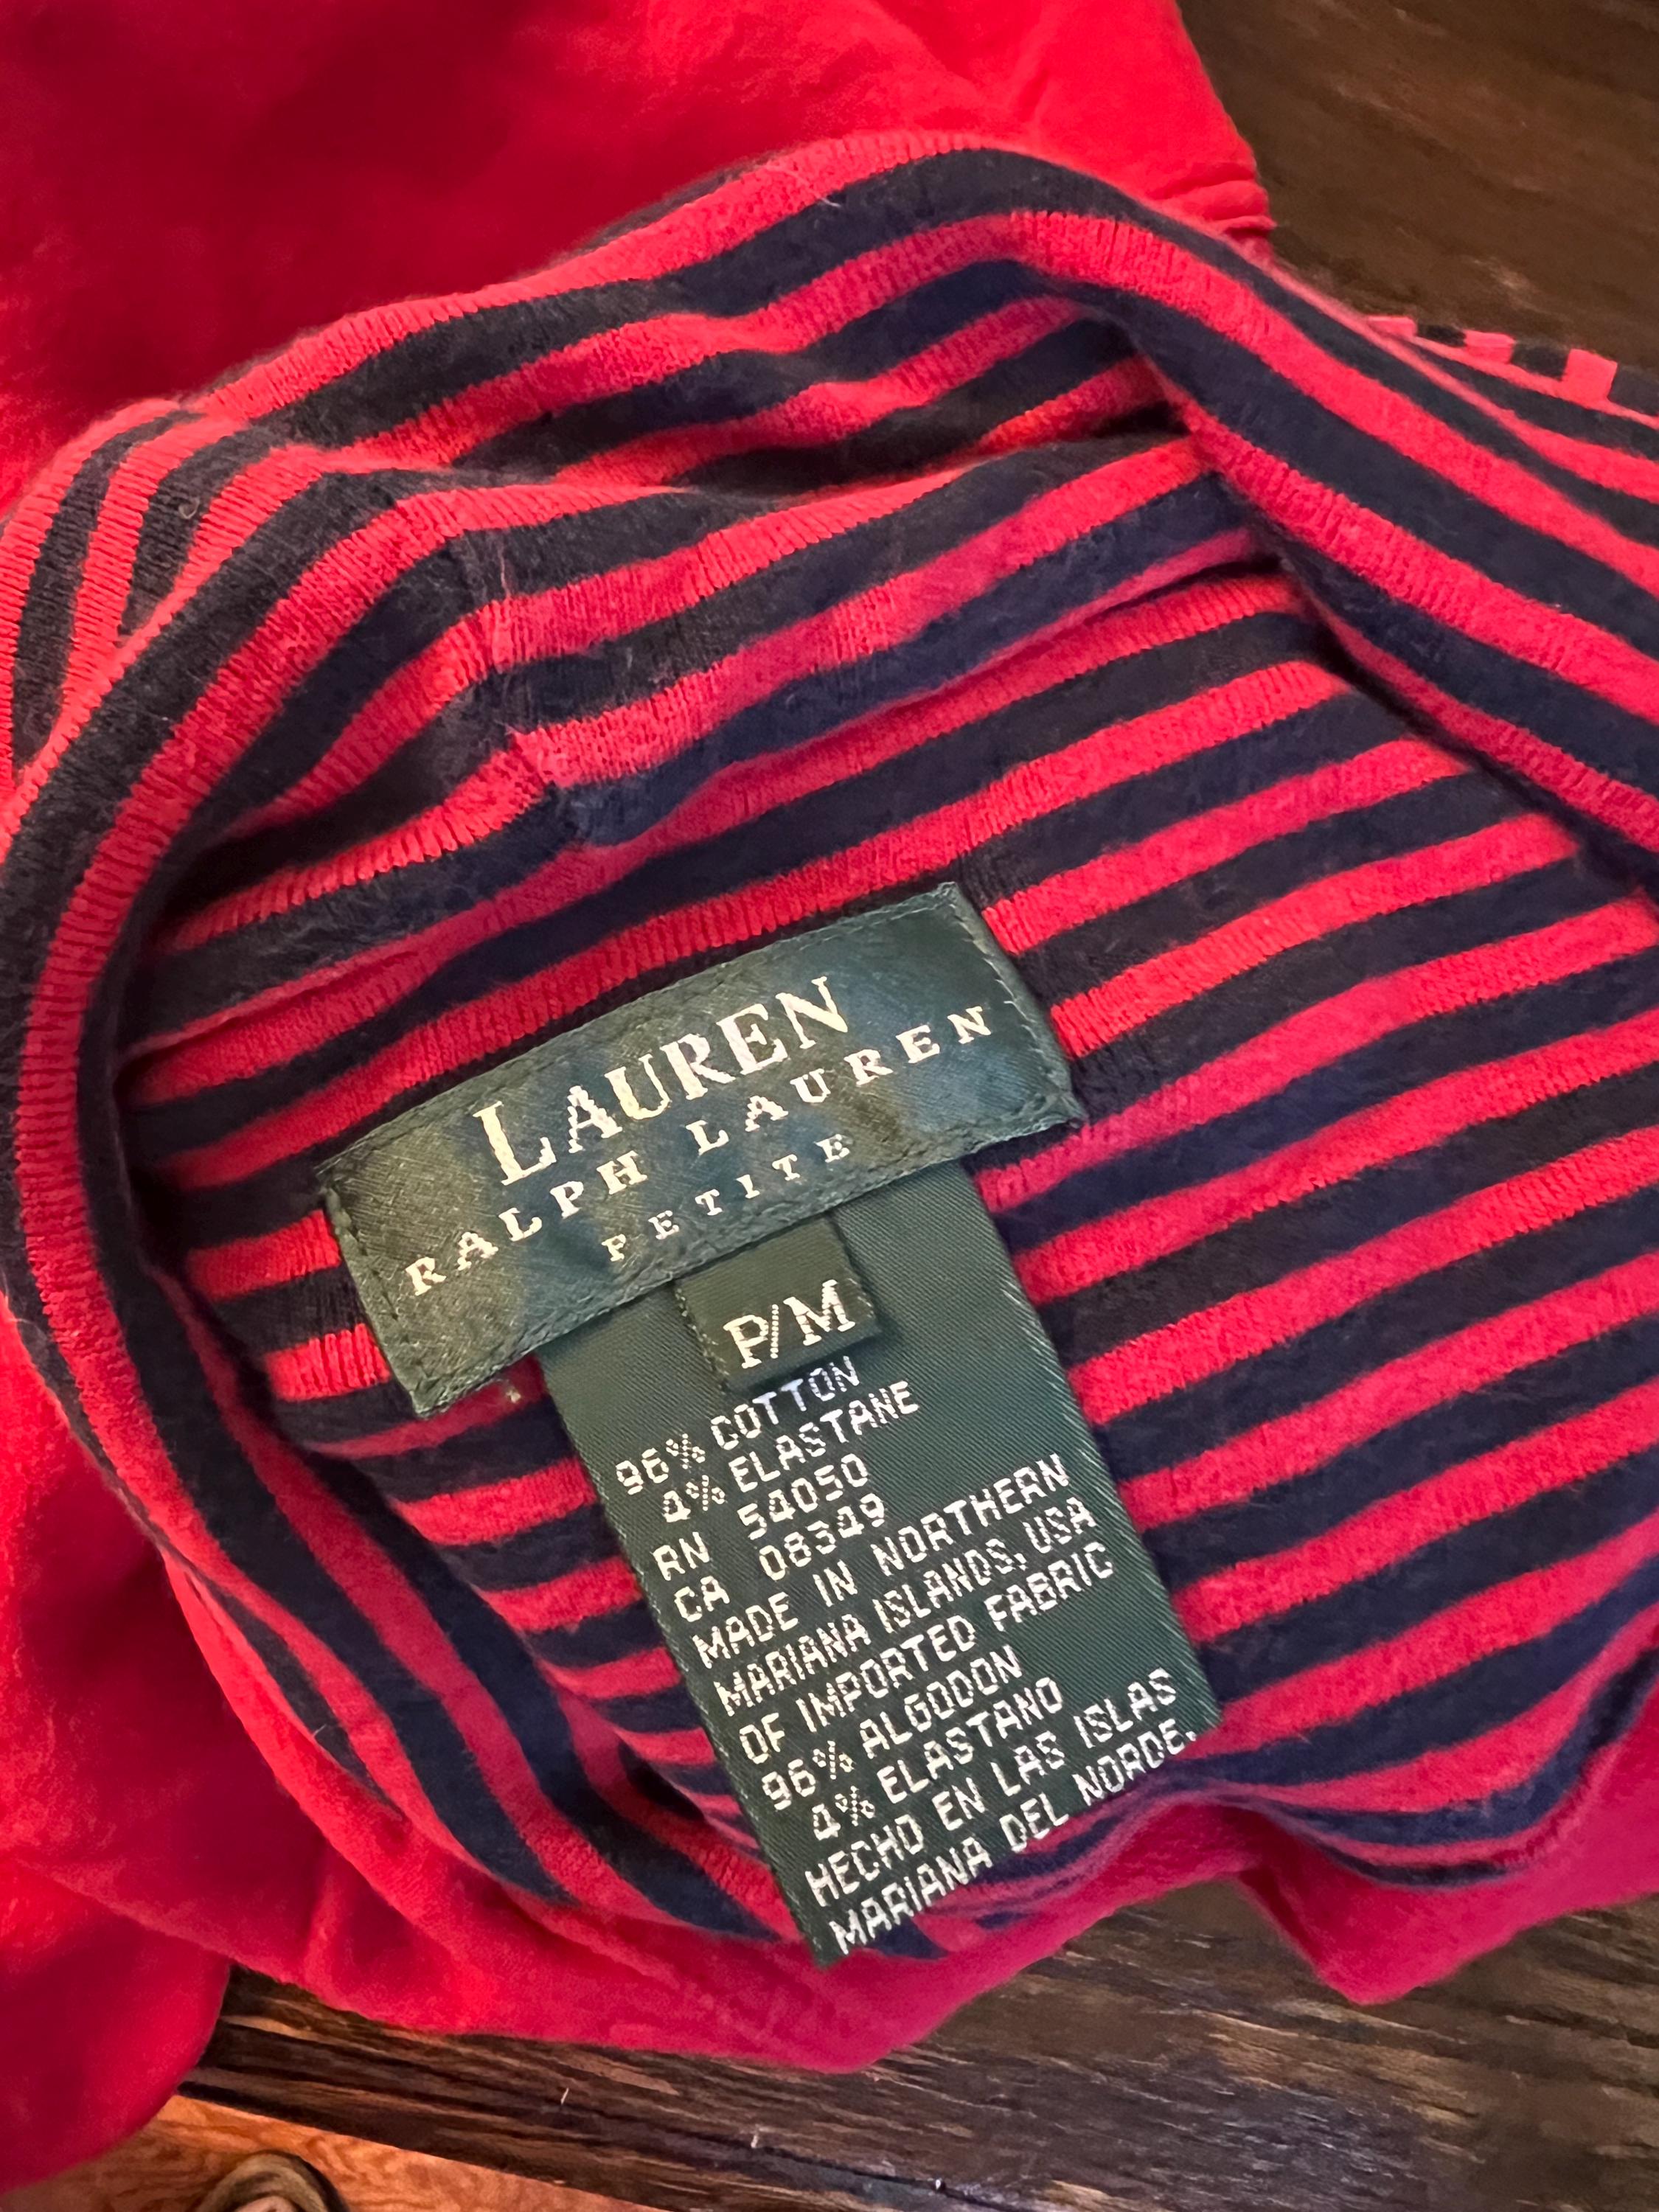 LAUREN
RALPH LAUREN
PETITE
P/M
96% COTTON
4% ELASTANE
RN 54050
CA 08349
MADE IN NORTHERN
MARIANA ISLANDS, USA
OF IMPORTED FABRIC
96% ALGODON
4% ELASTANO
HECHO EN LAS ISLAS
MARIANA DEL NORDE,